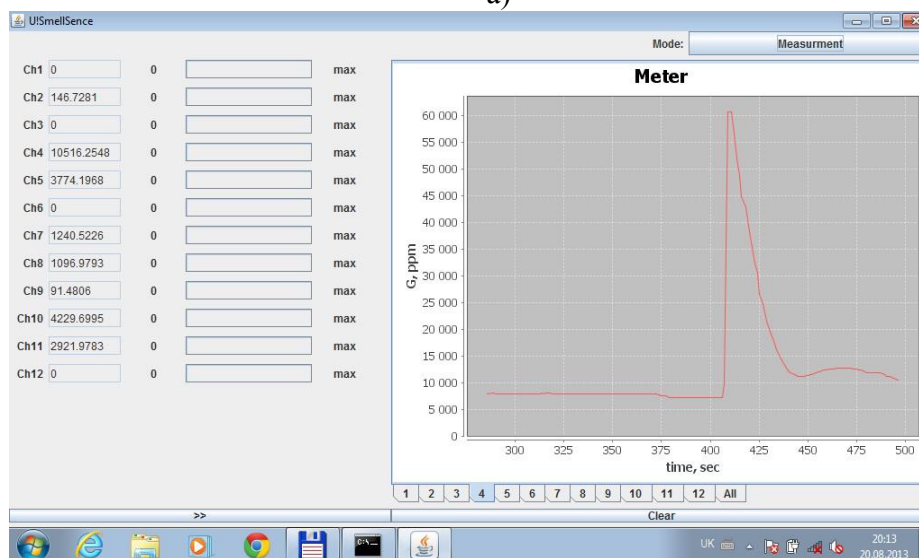 a)
U!SmellSence
Mode: Measurment
Ch1 0 0 max
Ch2 146.7281 0 max
Ch3 0 0 max
Ch4 10516.2548 0 max
Ch5 3774.1968 0 max
Ch6 0 0 max
Ch7 1240.5226 0 max
Ch8 1096.9793 0 max
Ch9 91.4806 0 max
Ch10 4229.6995 0 max
Ch11 2921.9783 0 max
Ch12 0 0 max
Meter
60 000
55 000
50 000
45 000
40 000
35 000
30 000
25 000
20 000
15 000
10 000
5 000
0
G, ppm
300 325 350 375 400 425 450 475 500
time, sec
1 2 3 4 5 6 7 8 9 10 11 12 All
>> Clear
C:\_
UK 20:13
20.08.2013